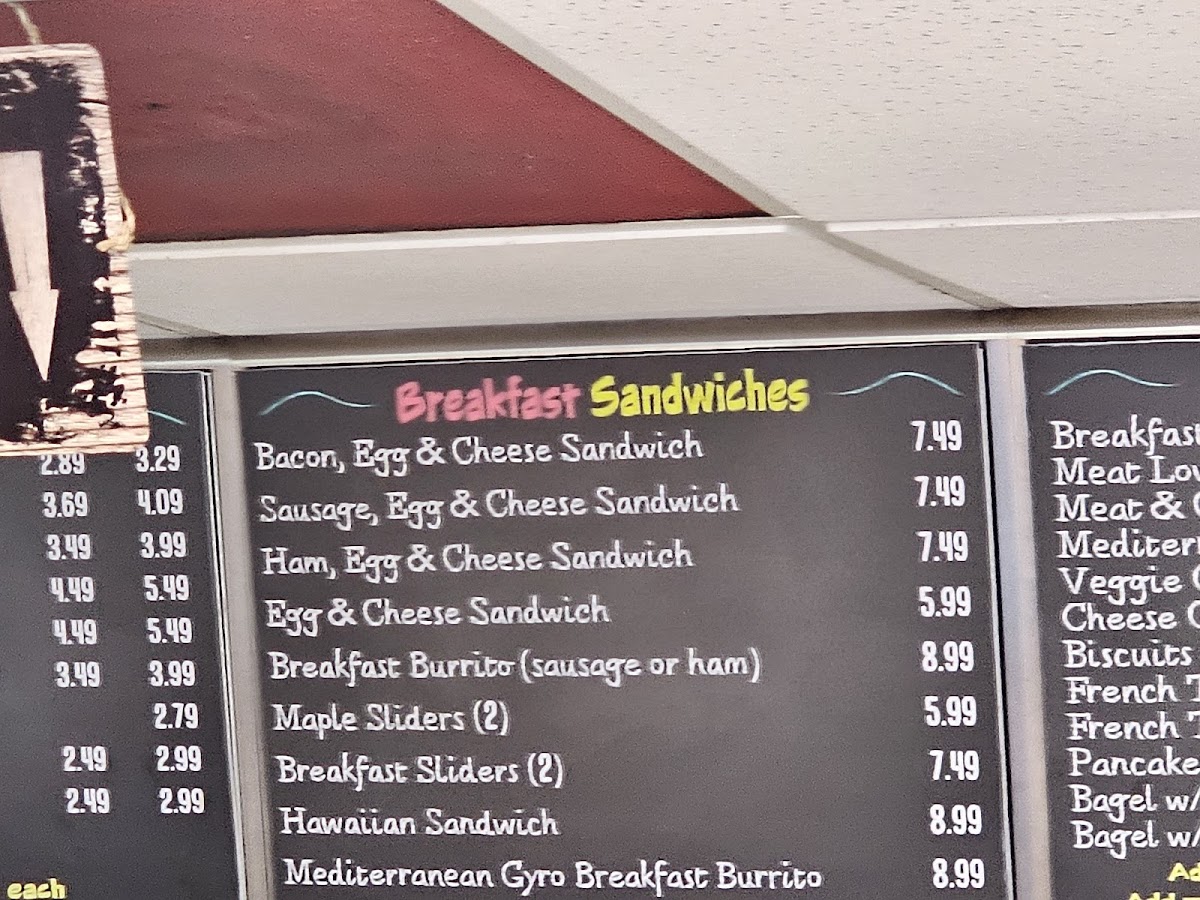 2.89 3.29
3.69 4.09
3.49 3.99
4.49 5.49
4.49 5.49
3.49 3.99
2.79
2.49 2.99
2.49 2.99
each
Breakfast Sandwiches
Bacon, Egg & Cheese Sandwich 7.49
Sausage, Egg & Cheese Sandwich 7.49
Ham, Egg & Cheese Sandwich 7.49
Egg & Cheese Sandwich 5.99
Breakfast Burrito (sausage or ham) 8.99
Maple Sliders (2) 5.99
Breakfast Sliders (2) 7.49
Hawaiian Sandwich 8.99
Mediterranean Gyro Breakfast Burrito 8.99
Breakfast
Meat Lov
Meat &
Mediterr
Veggie
Cheese
Biscuits
French T
French T
Pancake
Bagel w/
Bagel w/
Ad